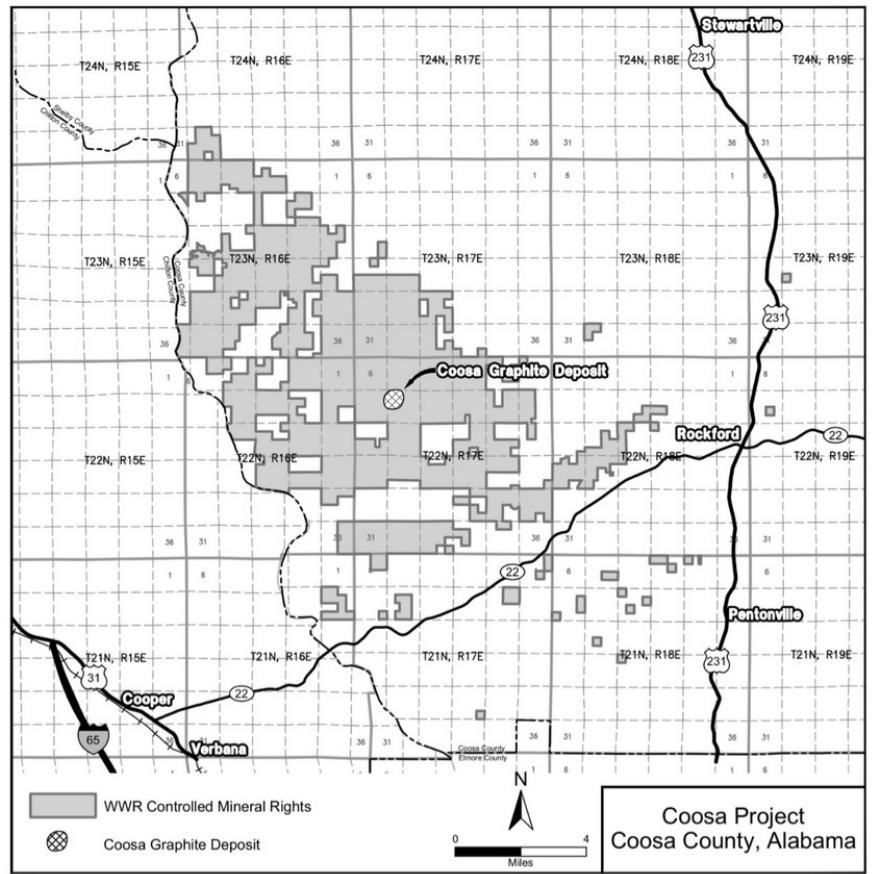 Stewartville
231
T24N, R15E
T24N, R16E
T24N, R17E
T24N, R18E
T24N, R19E
Shelby County
Chilton County
36 31
36 31
36 31
36 31
1 6
1 6
1 6
1 6
T23N, R15E
T23N, R16E
T23N, R17E
T23N, R18E
T23N, R19E
Coosa County
Chilton County
231
36
36 31
36 31
36
1
6
1 6
1 6
Coosa Graphite Deposit
Rockford
22
T22N, R15E
T22N, R16E
T22N, R17E
T22N, R18E
T22N, R19E
36 31
31
36 31
31
1 6
1
6
22
Pentonville
T21N, R15E
T21N, R16E
T21N, R17E
T21N, R18E
T21N, R19E
231
31
Cooper
22
65
Verbena
36 31
36 31
36 31
Coosa County
Elmore County
1 6
1 6
WWR Controlled Mineral Rights
Coosa Graphite Deposit
N
0 4
Miles
Coosa Project
Coosa County, Alabama